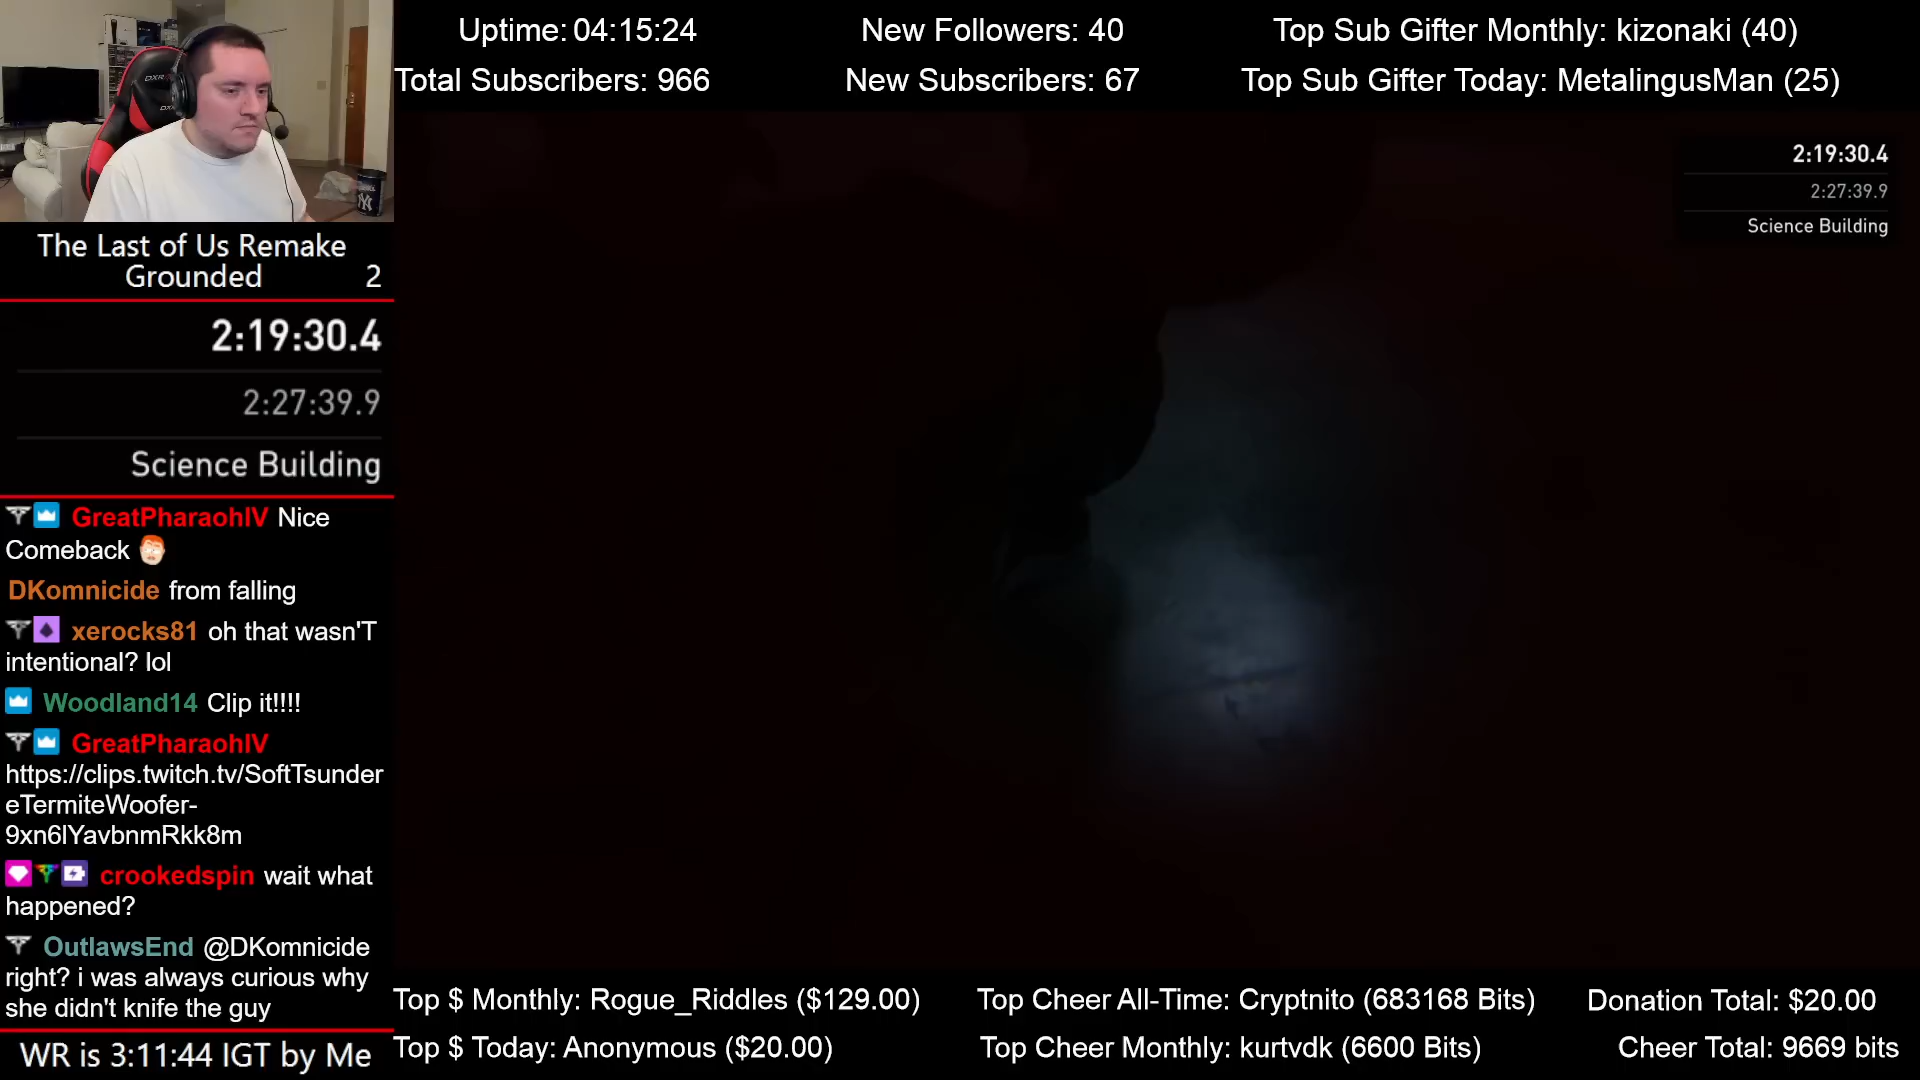 Uptime: 04:15:24
New Followers: 40
Top Sub Gifter Monthly: kizonaki (40)
Total Subscribers: 966
New Subscribers: 67
Top Sub Gifter Today: MetalingusMan (25)
2:19:30.4
2:27:39.9
Science Building
The Last of Us Remake
Grounded 2
2:19:30.4
2:27:39.9
Science Building
GreatPharaohIV Nice
Comeback
DKomnicide from falling
xerocks81 oh that wasn'T
intentional? lol
Woodland14 Clip it!!!!
GreatPharaohIV
https://clips.twitch.tv/SoftTsunder
eTermiteWoofer-
9xn6lYavbnmRkk8m
crookedspin wait what
happened?
OutlawsEnd @DKomnicide
right? i was always curious why
she didn't knife the guy
WR is 3:11:44 IGT by Me
Top $ Monthly: Rogue_Riddles ($129.00)
Top Cheer All-Time: Cryptnito (683168 Bits)
Donation Total: $20.00
Top $ Today: Anonymous ($20.00)
Top Cheer Monthly: kurtvdk (6600 Bits)
Cheer Total: 9669 bits